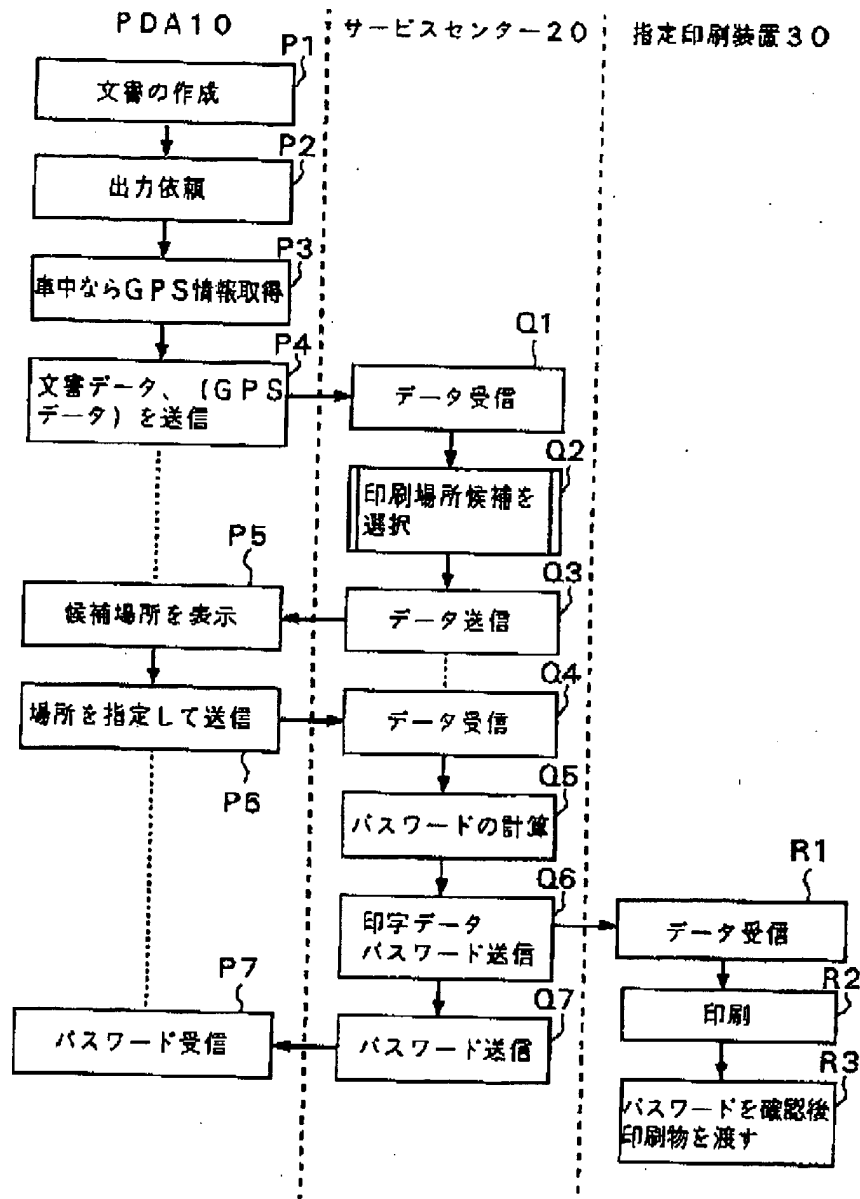 PDA10
サービスセンター20
指定印刷装置30
P1
文書の作成
P2
出力依頼
P3
車中ならGPS情報取得
P4
文書データ、(GPS
データ)を送信
Q1
データ受信
Q2
印刷場所候補を
選択
P5
候補場所を表示
Q3
データ送信
場所を指定して送信
P6
Q4
データ受信
Q5
パスワードの計算
Q6
印字データ
パスワード送信
R1
データ受信
P7
パスワード受信
Q7
パスワード送信
R2
印刷
R3
パスワードを確認後
印刷物を渡す